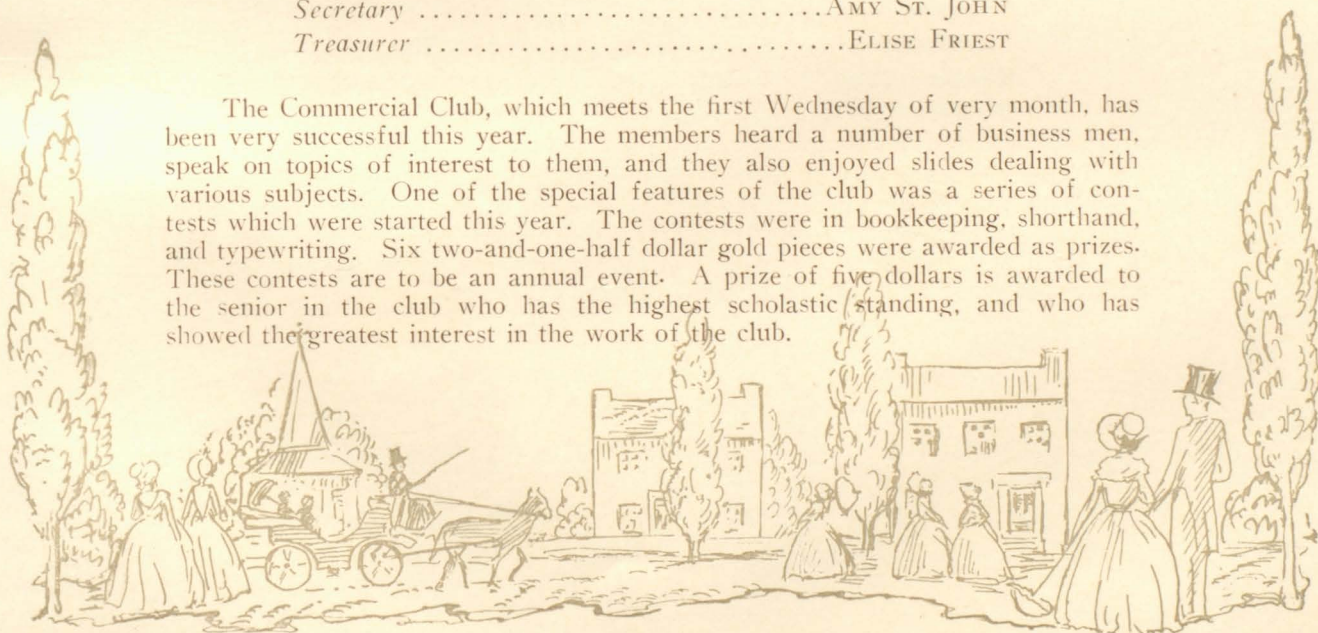 Secretary ................................AMY ST. JOHN
Treasurer .................................ELISE FRIEST
The Commercial Club, which meets the first Wednesday of very month, has
been very successful this year. The members heard a number of business men,
speak on topics of interest to them, and they also enjoyed slides dealing with
various subjects. One of the special features of the club was a series of con-
tests which were started this year. The contests were in bookkeeping, shorthand,
and typewriting. Six two-and-one-half dollar gold pieces were awarded as prizes.
These contests are to be an annual event. A prize of five dollars is awarded to
the senior in the club who has the highest scholastic standing, and who has
showed the greatest interest in the work of the club.